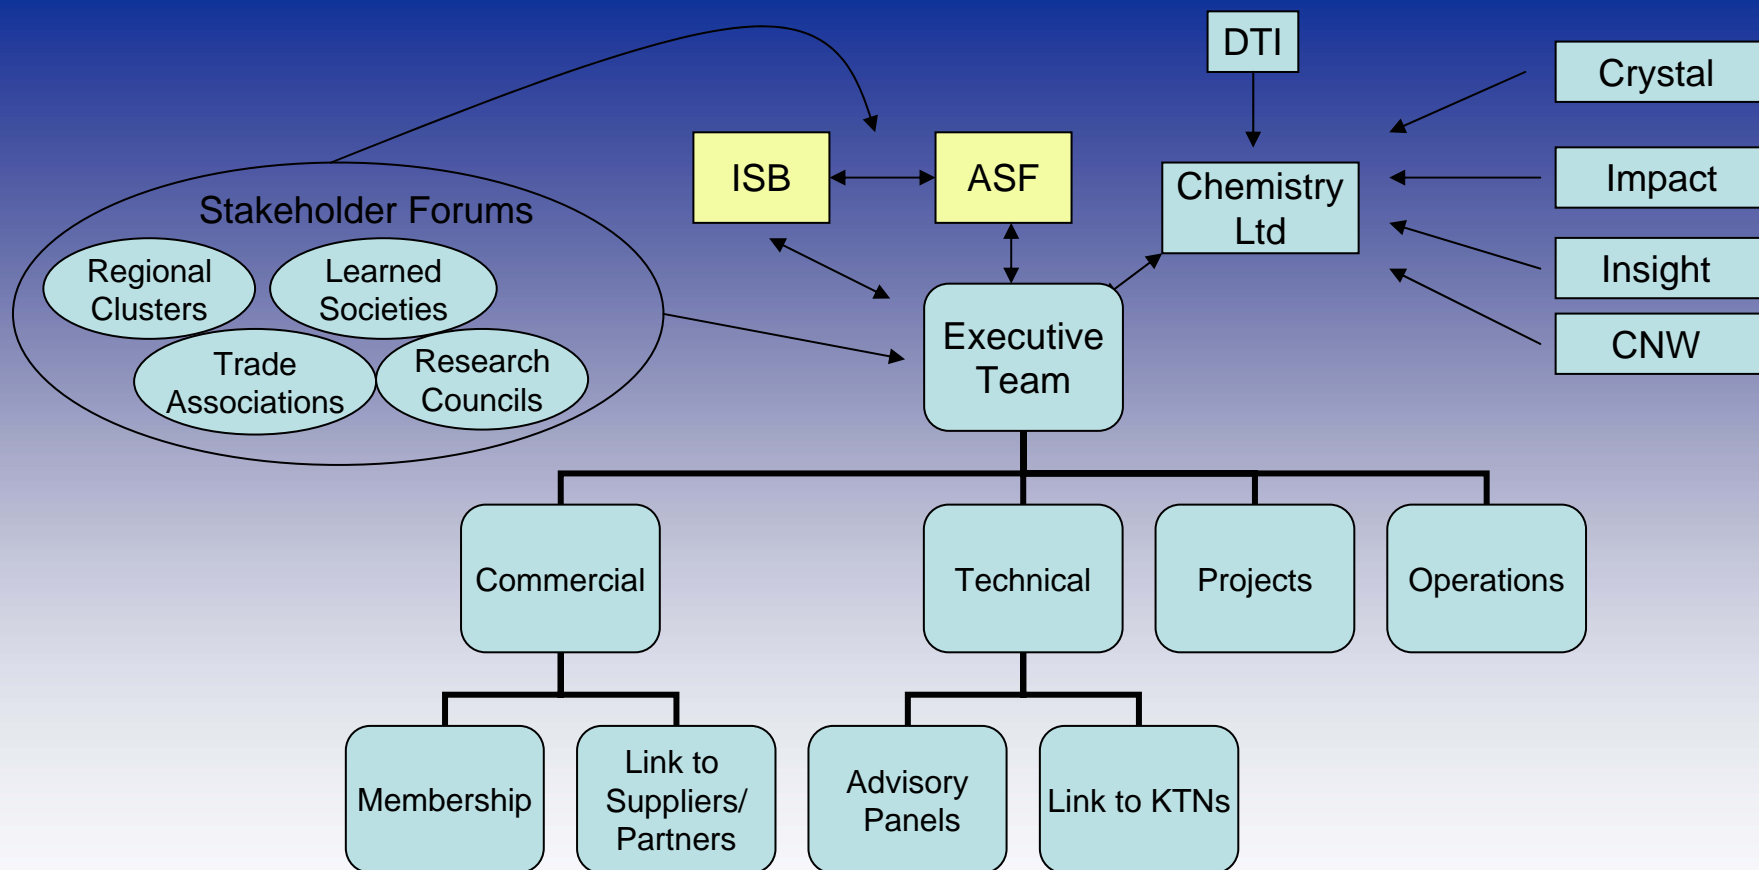 DTI
Crystal
ISB
ASF
Chemistry
Ltd
Impact
Stakeholder Forums
Regional
Clusters
Learned
Societies
Insight
Trade
Associations
Research
Councils
Executive
Team
CNW
Commercial
Technical
Projects
Operations
Membership
Link to
Suppliers/
Partners
Advisory
Panels
Link to KTNs